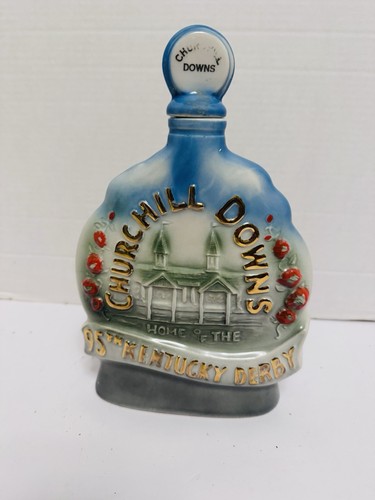 CHURCHILL
DOWNS
CHURCHILL DOWNS
HOME OF THE
95TH KENTUCKY DERBY